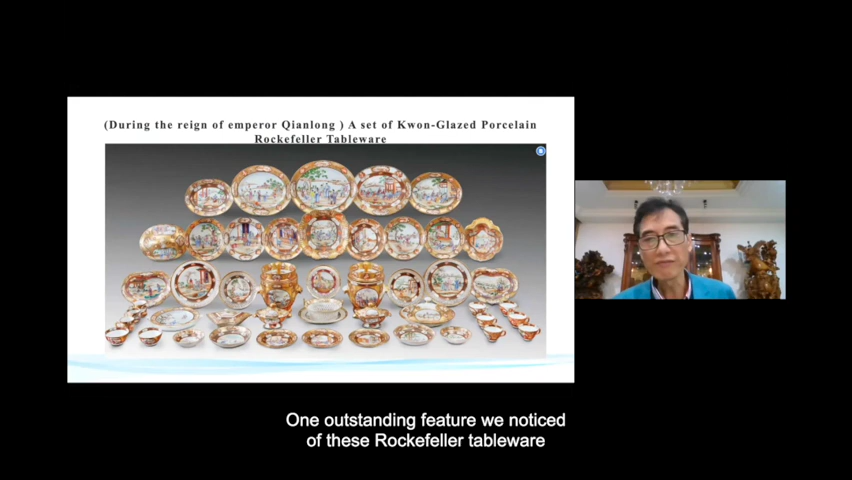 (During the reign of emperor Qianlong ) A set of Kwon-Glazed Porcelain
Rockefeller Tableware
One outstanding feature we noticed
of these Rockefeller tableware